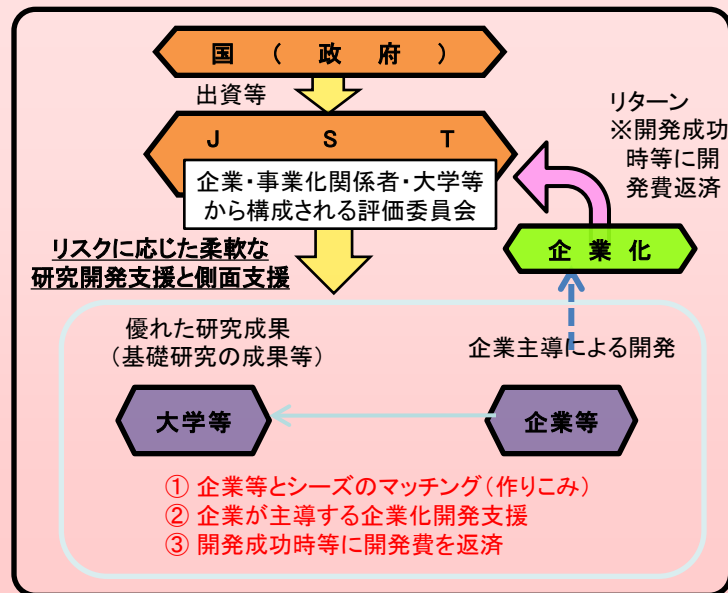 国(政府)
出資等
JST
企業・事業化関係者・大学等
から構成される評価委員会
リターン
※開発成功
時等に開
発費返済
企業化
リスクに応じた柔軟な
研究開発支援と側面支援
優れた研究成果
(基礎研究の成果等)
企業主導による開発
大学等
企業等
① 企業等とシーズのマッチング(作りこみ)
② 企業が主導する企業化開発支援
③ 開発成功時等に開発費を返済